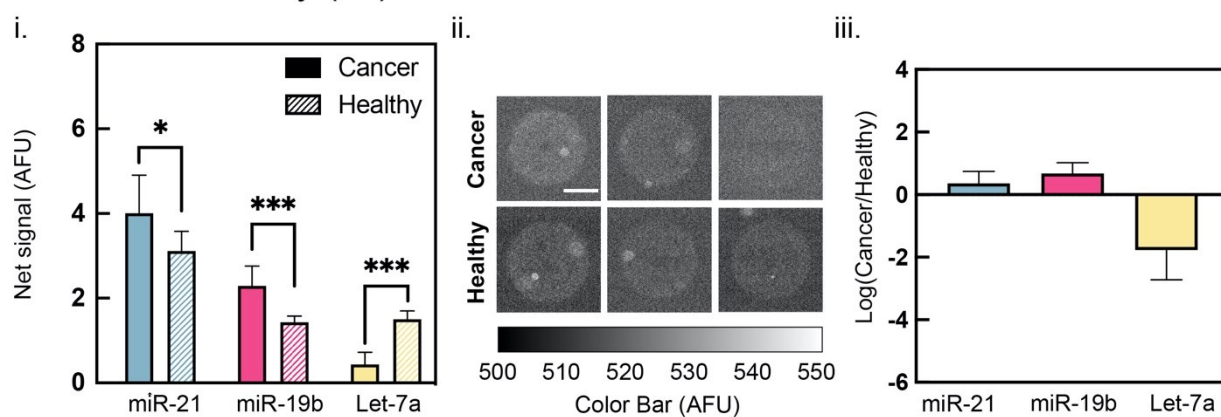 i.
Net signal (AFU)
8
6
4
2
0
Cancer
Healthy
*
***
***
miR-21
miR-19b
Let-7a
ii.
Cancer
Healthy
500 510 520 530 540 550
Color Bar (AFU)
iii.
Log(Cancer/Healthy)
4
2
0
-2
-4
-6
miR-21
miR-19b
Let-7a